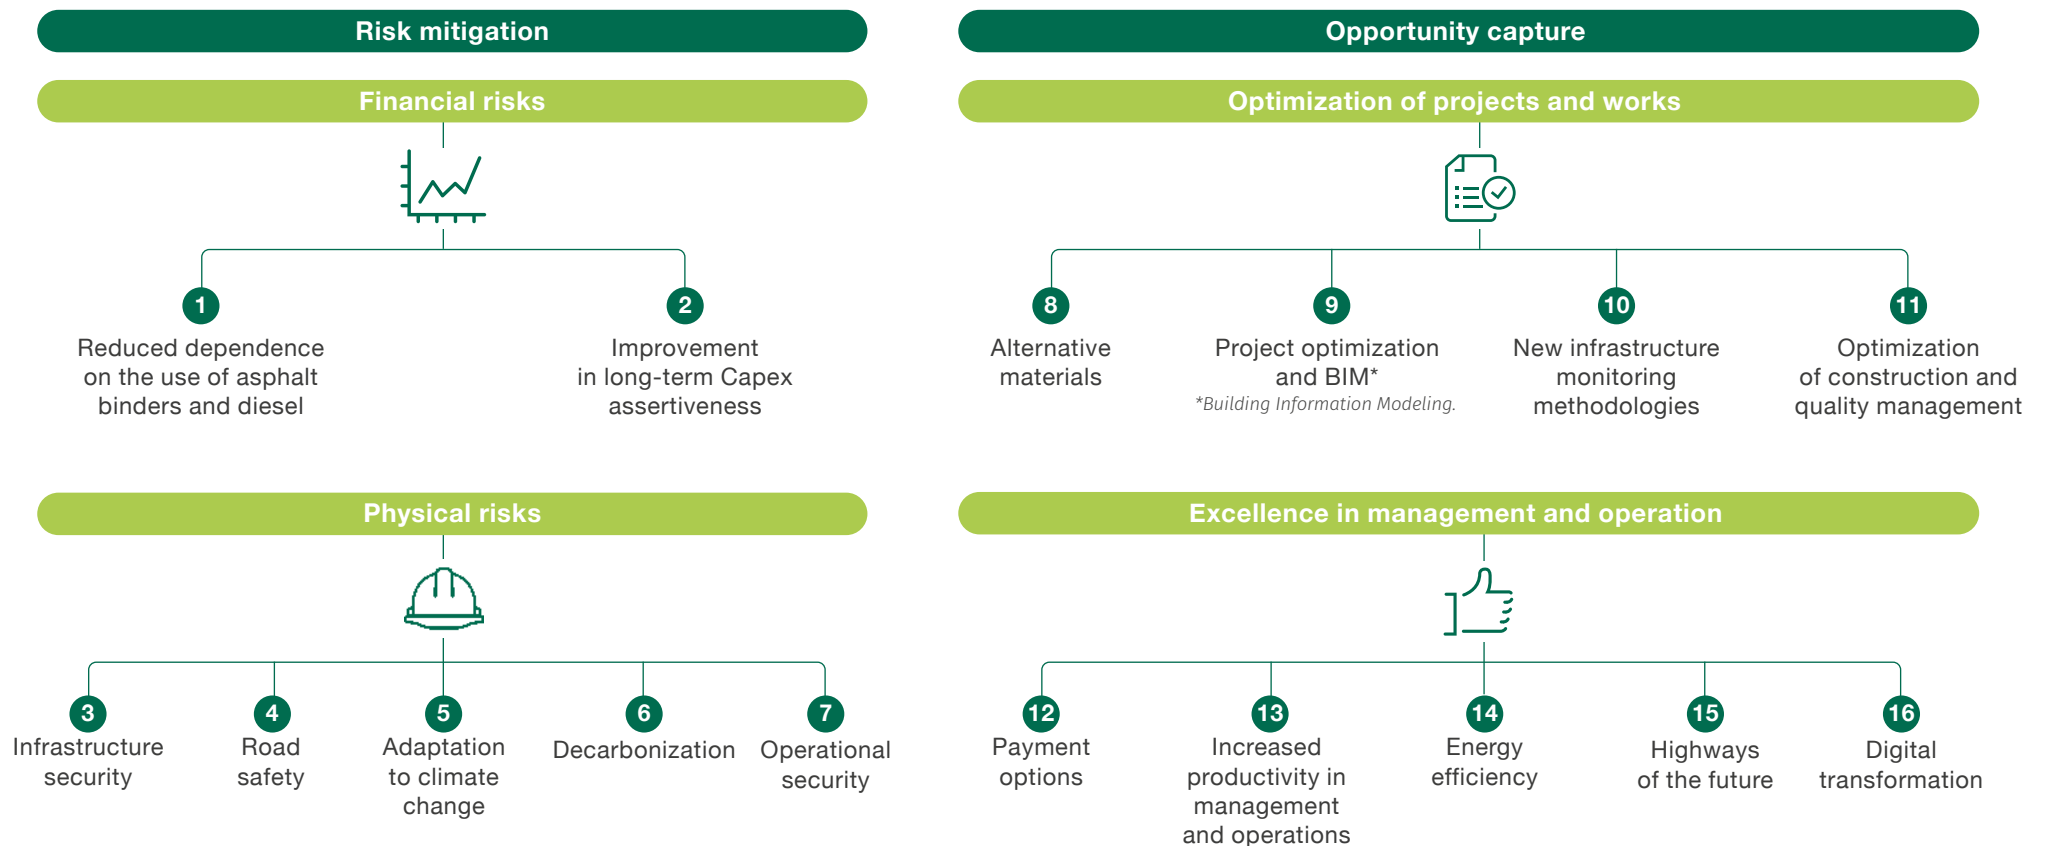 Risk mitigation
Financial risks
1
Reduced dependence
on the use of asphalt
binders and diesel
2
Improvement
in long-term Capex
assertiveness
Physical risks
3
Infrastructure
security
4
Road
safety
5
Adaptation
to climate
change
6
Decarbonization
7
Operational
security
Opportunity capture
Optimization of projects and works
8
Alternative
materials
9
Project optimization
and BIM*
*Building Information Modeling.
10
New infrastructure
monitoring
methodologies
11
Optimization
of construction and
quality management
Excellence in management and operation
12
Payment
options
13
Increased
productivity in
management
and operations
14
Energy
efficiency
15
Highways
of the future
16
Digital
transformation